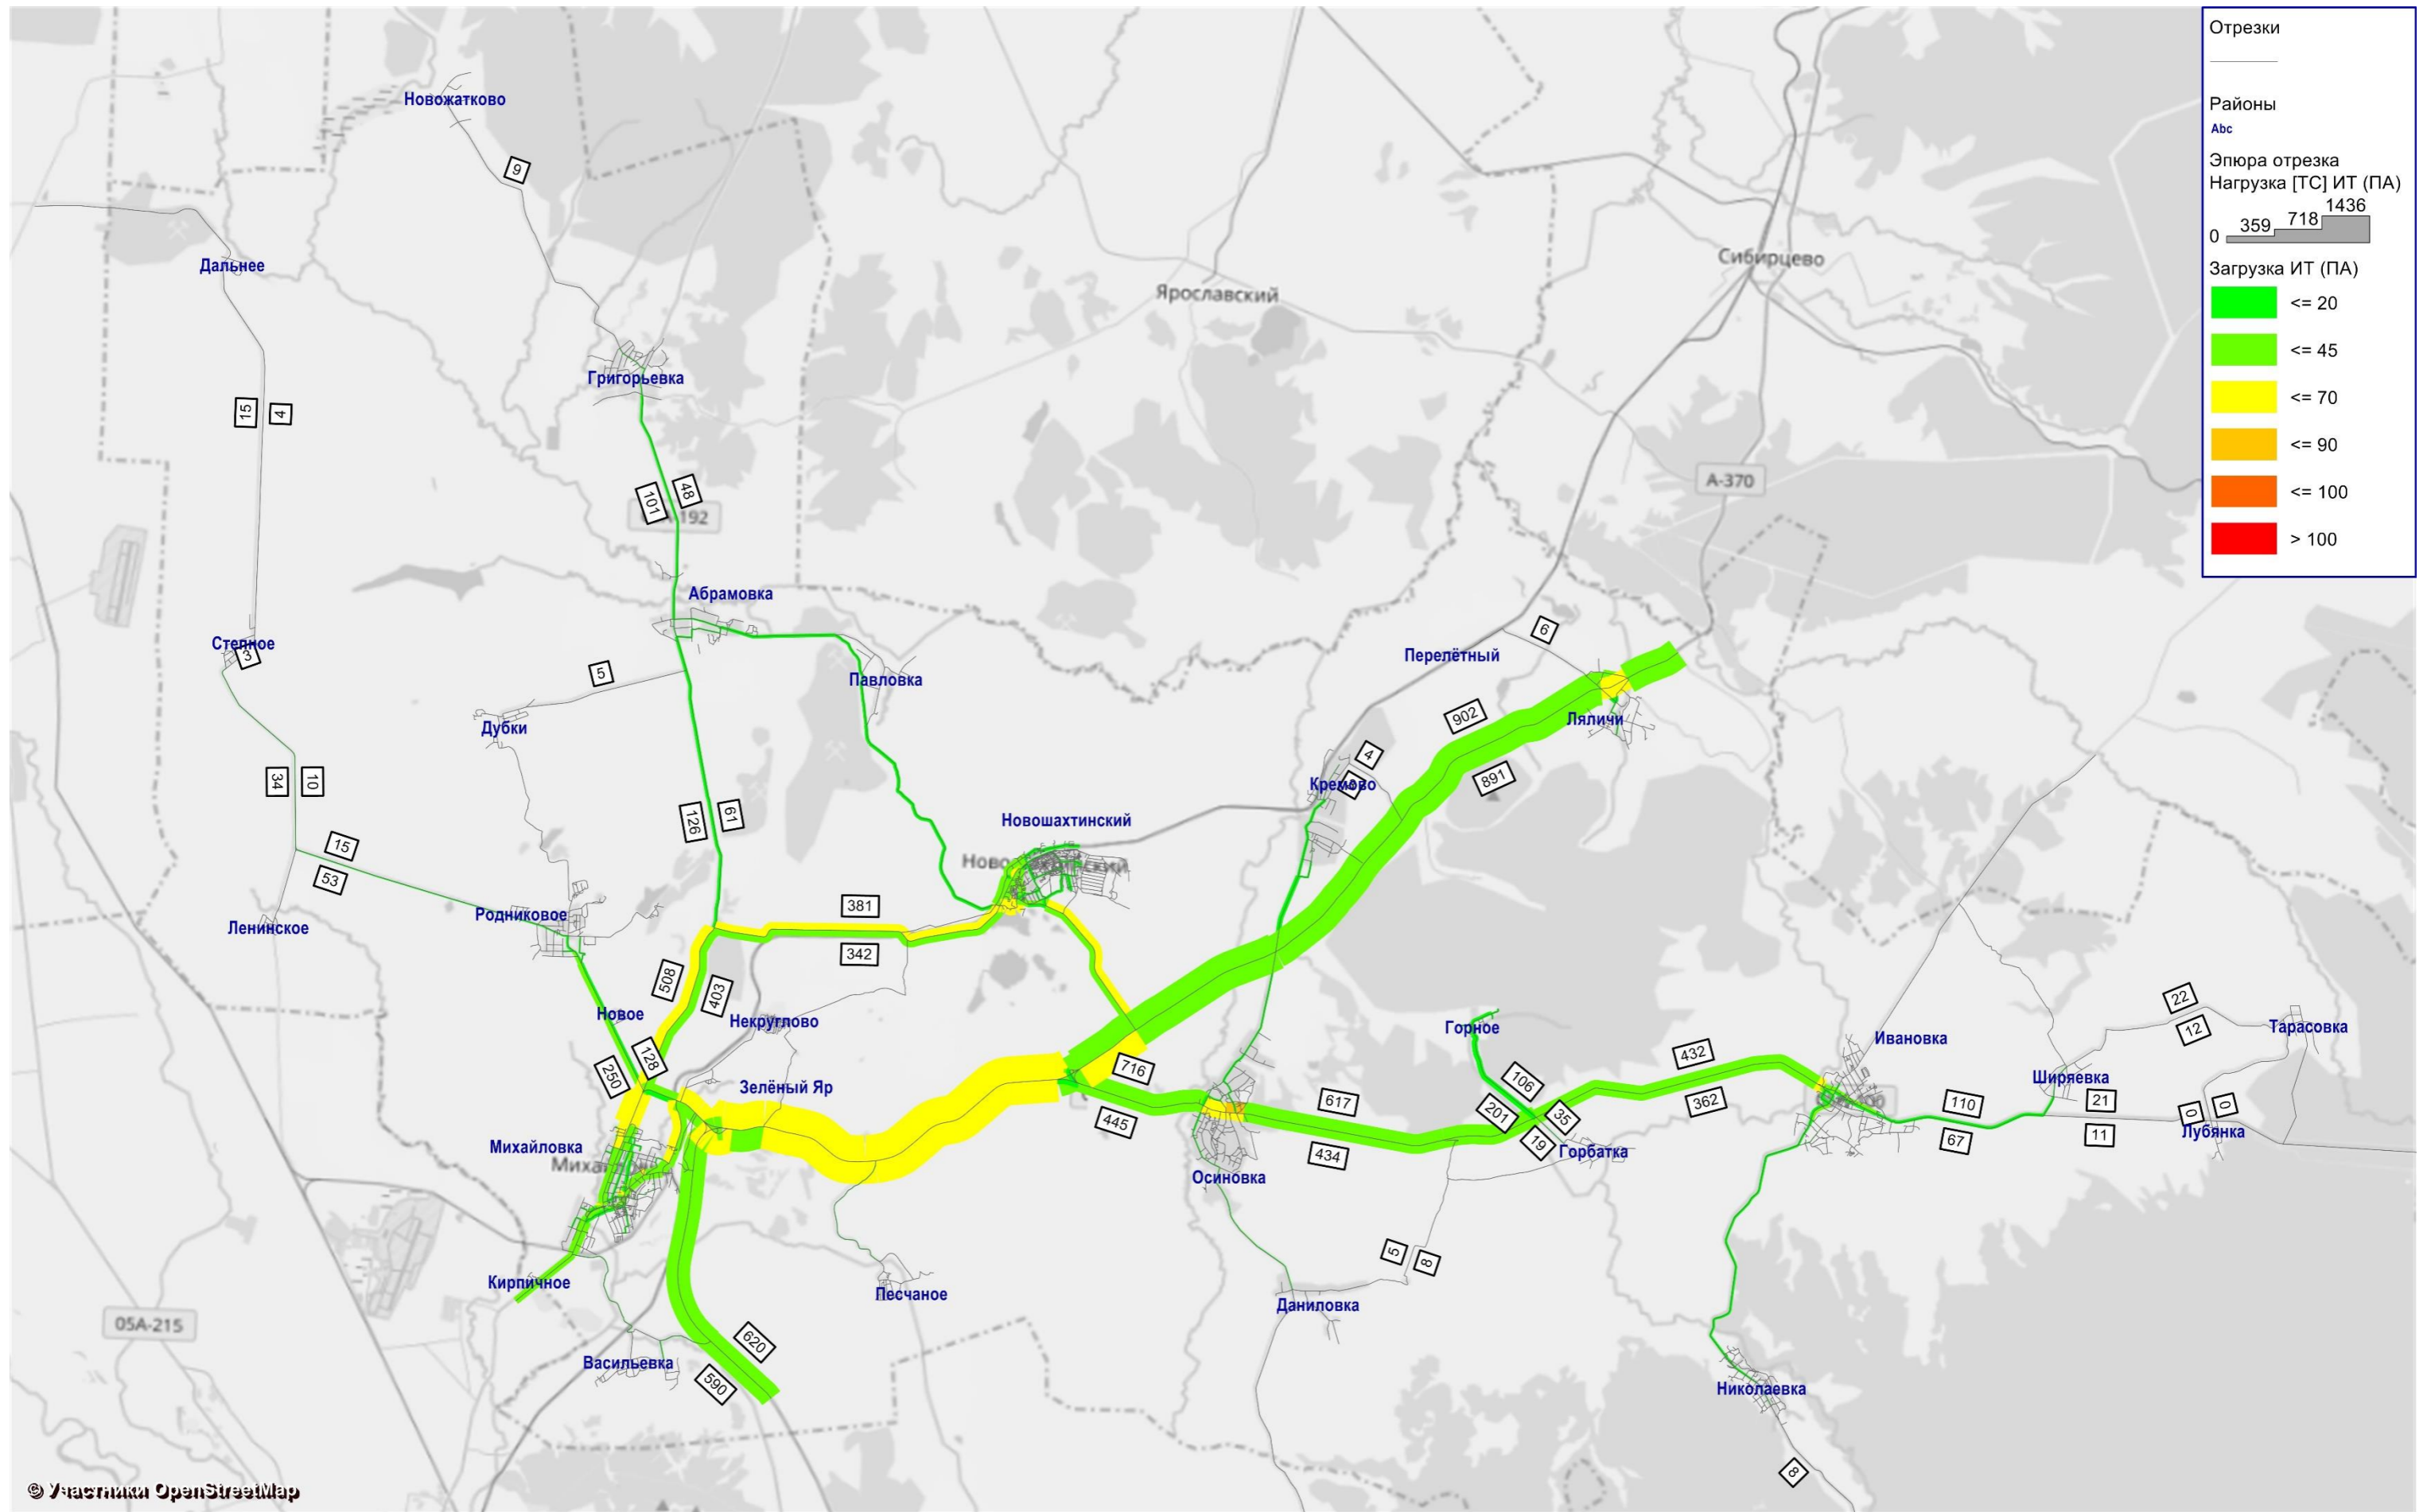 Отрезки
Районы
Abc
Эпюра отрезка
Нагрузка [ТС] ИТ (ПА)
0 359 718 1436
Загрузка ИТ (ПА)
<= 20
<= 45
<= 70
<= 90
<= 100
> 100
Новожатково
9
Дальнее
Сибирцево
Ярославский
Григорьевка
15
4
А-370
48
101
192
Абрамовка
6
Степное
3
Перелётный
5
Павловка
902
Ляличи
Дубки
4
891
34
10
Кремово
126
61
Новошахтинский
15
53
381
Родниковое
Ленинское
342
508
403
22
Новое
Некруглово
Горное
12
Тарасовка
Ивановка
128
432
716
250
Зелёный Яр
Ширяевка
106
617
362
110
21
0
0
445
201
35
67
11
Лубянка
Михайловка
434
19
Горбатка
Осиновка
5
8
Кирпичное
Песчаное
Даниловка
05А-215
620
Васильевка
590
Николаевка
8
© Участники OpenStreetMap